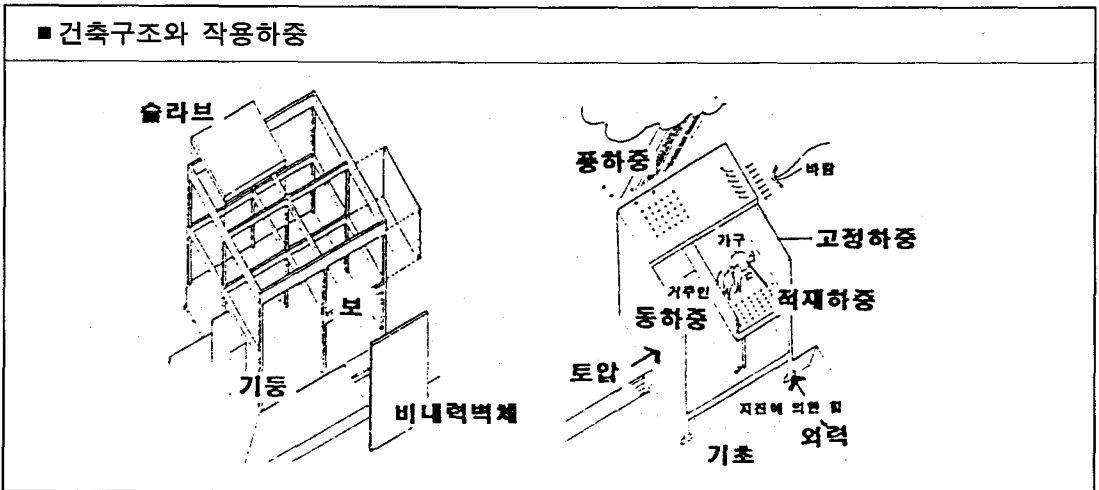 ■ 건축구조와 작용하중
슬라브
보
기둥
비내력벽체
풍하중
바람
고정하중
가구
거주인
동하중
적재하중
토압
지진에 의한 힘
외력
기초